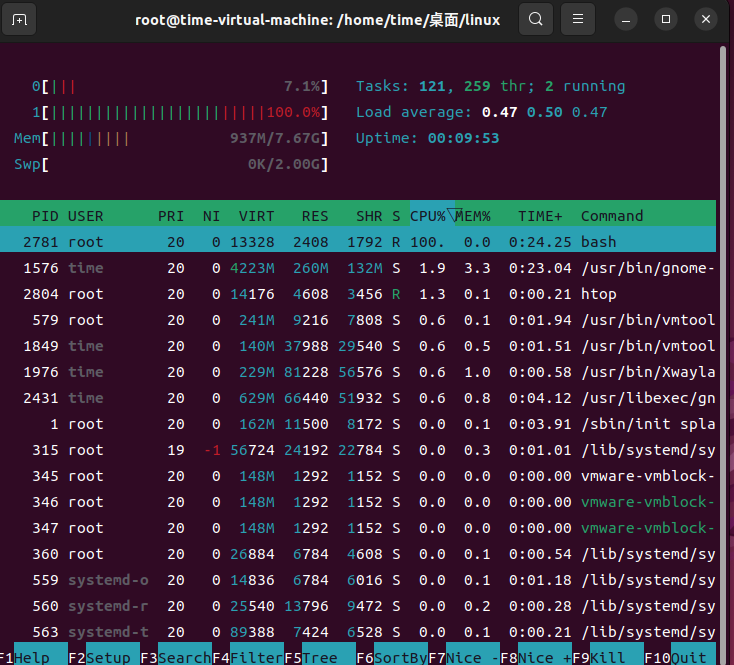 root@time-virtual-machine: /home/time/桌面/linux
0[||| 7.1%] Tasks: 121, 259 thr; 2 running
1[||||||||||||||||||||||||100.0%] Load average: 0.47 0.50 0.47
Mem[|||||||||| 937M/7.67G] Uptime: 00:09:53
Swp[ 0K/2.00G]
PID USER PRI NI VIRT RES SHR S CPU%▽MEM% TIME+ Command
2781 root 20 0 13328 2408 1792 R 100. 0.0 0:24.25 bash
1576 time 20 0 4223M 260M 132M S 1.9 3.3 0:23.04 /usr/bin/gnome-
2804 root 20 0 14176 4608 3456 R 1.3 0.1 0:00.21 htop
579 root 20 0 241M 9216 7808 S 0.6 0.1 0:01.94 /usr/bin/vmtool
1849 time 20 0 140M 37988 29540 S 0.6 0.5 0:01.51 /usr/bin/vmtool
1976 time 20 0 229M 81228 56576 S 0.6 1.0 0:00.58 /usr/bin/Xwayla
2431 time 20 0 629M 66440 51932 S 0.6 0.8 0:04.12 /usr/libexec/gn
1 root 20 0 162M 11500 8172 S 0.0 0.1 0:03.91 /sbin/init spla
315 root 19 -1 56724 24192 22784 S 0.0 0.3 0:01.01 /lib/systemd/sy
345 root 20 0 148M 1292 1152 S 0.0 0.0 0:00.00 vmware-vmblock-
346 root 20 0 148M 1292 1152 S 0.0 0.0 0:00.00 vmware-vmblock-
347 root 20 0 148M 1292 1152 S 0.0 0.0 0:00.00 vmware-vmblock-
360 root 20 0 26884 6784 4608 S 0.0 0.1 0:00.54 /lib/systemd/sy
559 systemd-o 20 0 14836 6784 6016 S 0.0 0.1 0:01.18 /lib/systemd/sy
560 systemd-r 20 0 25540 13796 9472 S 0.0 0.2 0:00.28 /lib/systemd/sy
563 systemd-t 20 0 89388 7424 6528 S 0.0 0.1 0:00.21 /lib/systemd/sy
F1Help F2Setup F3SearchF4FilterF5Tree F6SortByF7Nice -F8Nice +F9Kill F10Quit